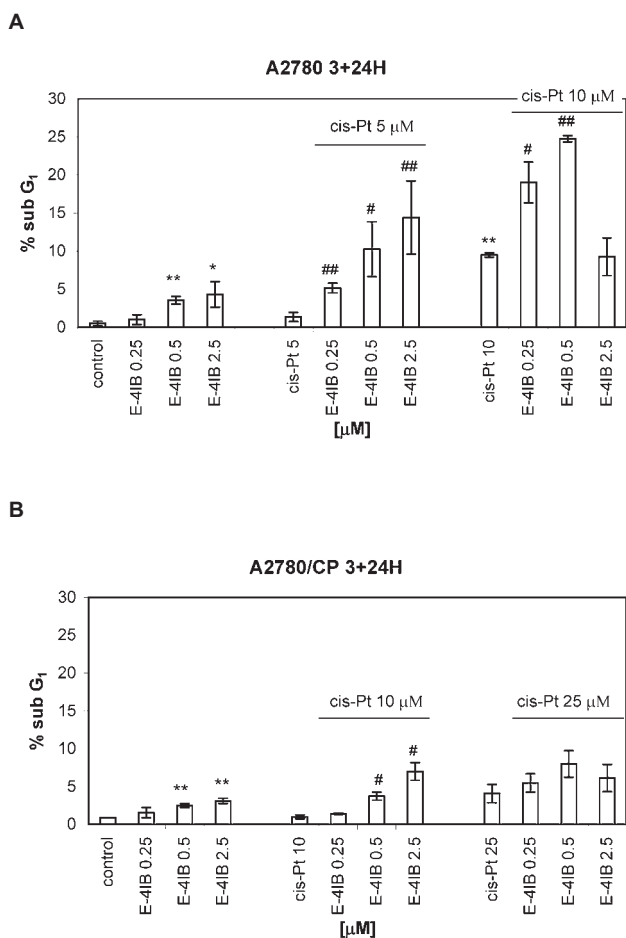 A
A2780 3+24H
cis-Pt 10 μM
cis-Pt 5 μM
30
25
20
15
10
5
0
% sub G₁
** * ## # ## ** # ##
control
E-4IB 0.25
E-4IB 0.5
E-4IB 2.5
cis-Pt 5
E-4IB 0.25
E-4IB 0.5
E-4IB 2.5
cis-Pt 10
E-4IB 0.25
E-4IB 0.5
E-4IB 2.5
[μM]
B
A2780/CP 3+24H
cis-Pt 10 μM
cis-Pt 25 μM
30
25
20
15
10
5
0
% sub G₁
** ** # #
control
E-4IB 0.25
E-4IB 0.5
E-4IB 2.5
cis-Pt 10
E-4IB 0.25
E-4IB 0.5
E-4IB 2.5
cis-Pt 25
E-4IB 0.25
E-4IB 0.5
E-4IB 2.5
[μM]